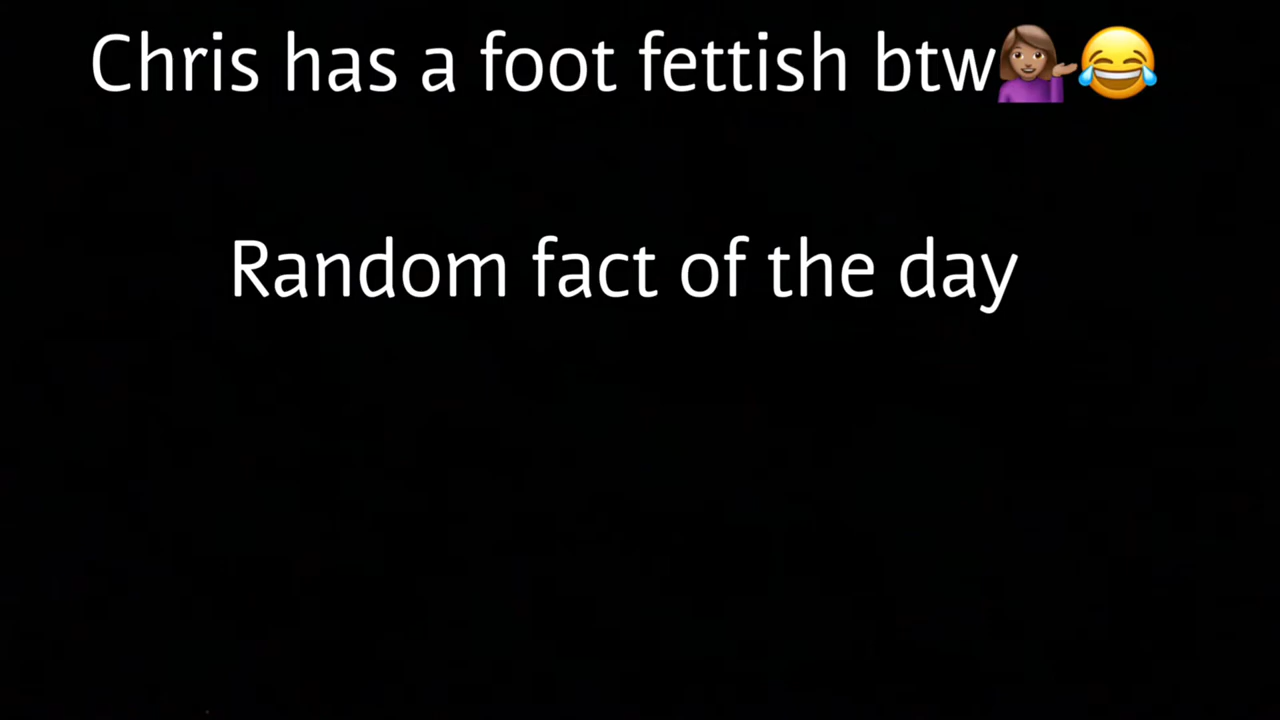 Chris has a foot fettish btw💁🏽‍♀️😂
Random fact of the day